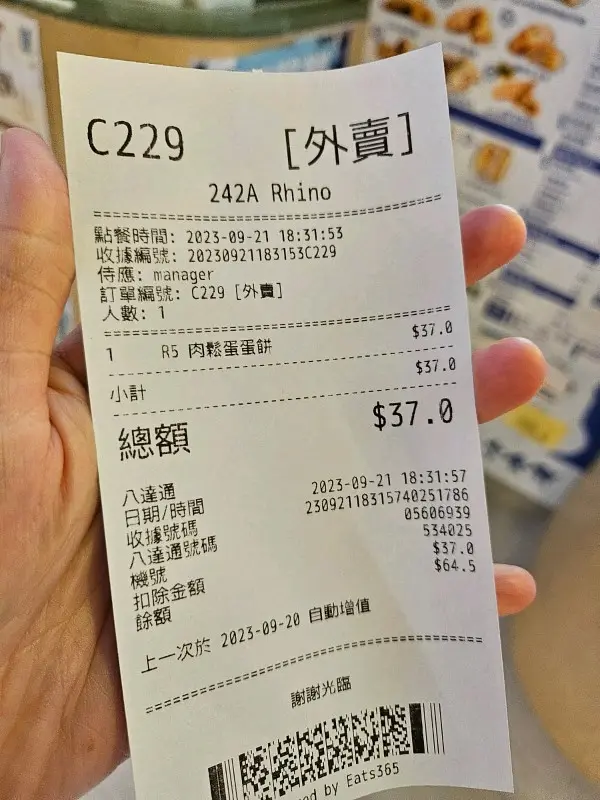 C229 [外賣]
242A Rhino
點餐時間: 2023-09-21 18:31:53
收據編號: 20230921183153C229
侍應: manager
訂單編號: C229 [外賣]
人數: 1
1 R5 肉鬆蛋蛋餅 $37.0
小計 $37.0
總額 $37.0
八達通
日期/時間 2023-09-21 18:31:57
收據號碼 23092118315740251786
八達通號碼 05606939
機號 534025
扣除金額 $37.0
餘額 $64.5
上一次於 2023-09-20 自動增值
謝謝光臨
by Eats365